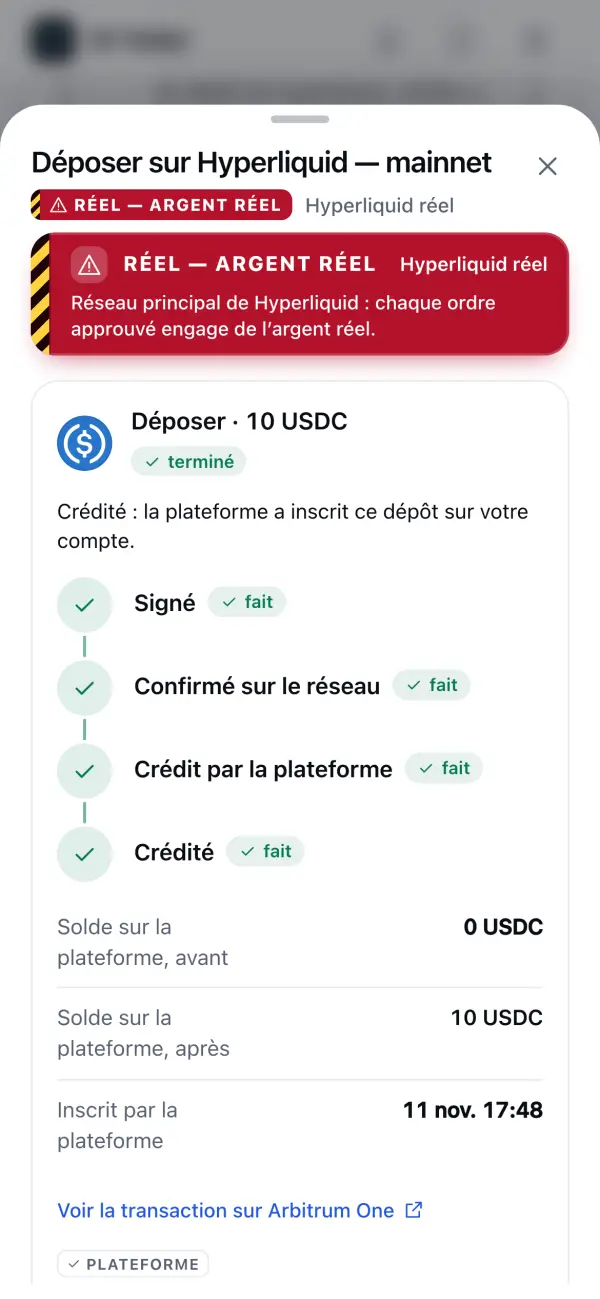 Déposer sur Hyperliquid — mainnet
RÉEL — ARGENT RÉEL Hyperliquid réel
RÉEL — ARGENT RÉEL Hyperliquid réel
Réseau principal de Hyperliquid : chaque ordre
approuvé engage de l’argent réel.
Déposer · 10 USDC
terminé
Crédité : la plateforme a inscrit ce dépôt sur votre
compte.
Signé fait
Confirmé sur le réseau fait
Crédit par la plateforme fait
Crédité fait
Solde sur la 0 USDC
plateforme, avant
Solde sur la 10 USDC
plateforme, après
Inscrit par la 11 nov. 17:48
plateforme
Voir la transaction sur Arbitrum One
PLATEFORME